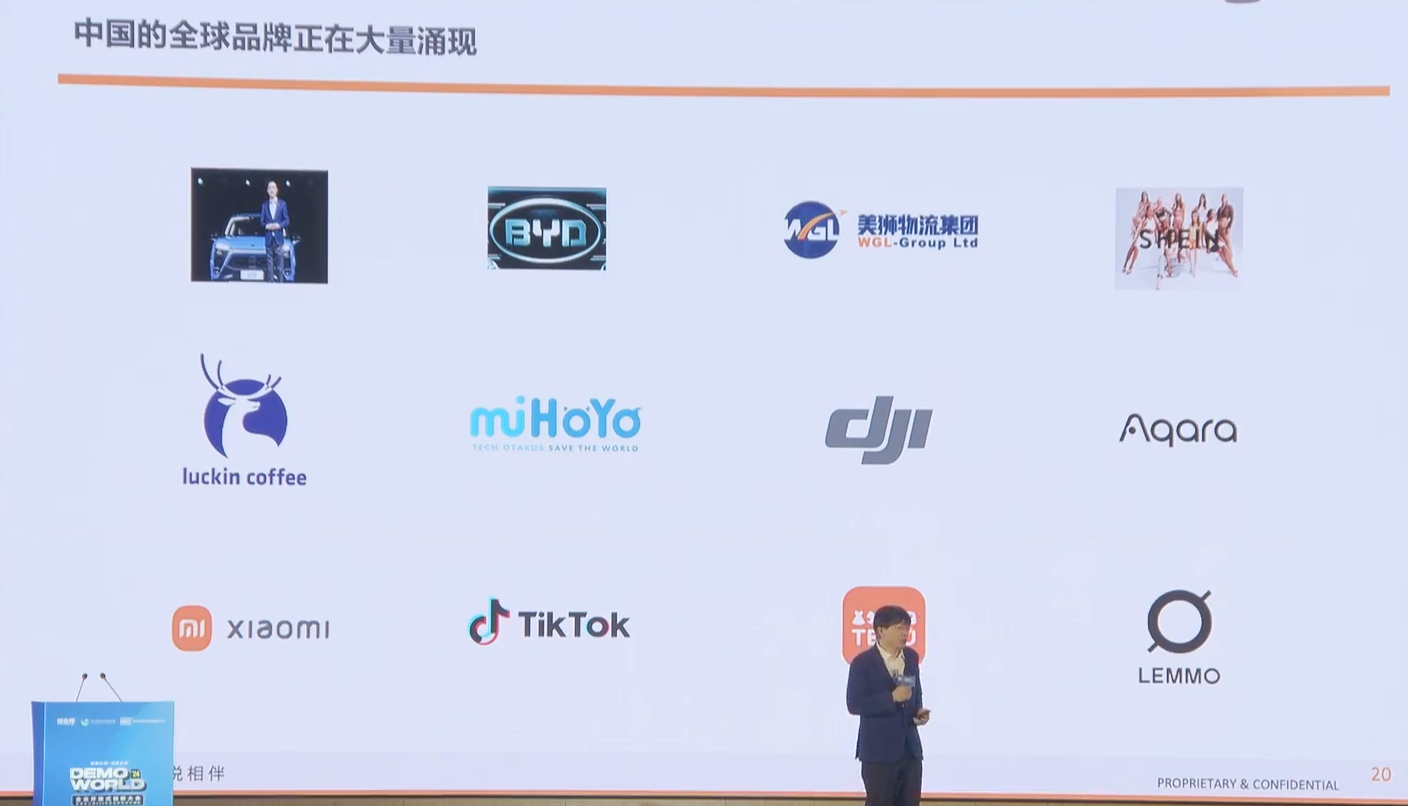 中国的全球品牌正在大量涌现
BYD
WGL
美狮物流集团
WGL-Group Ltd
SHEIN
luckin coffee
miHoYo
TECH OTAKUS SAVE THE WORLD
dji
Aqara
mi
xiaomi
TikTok
LEMMO
DEMO
WORLD
'24
悦相伴
PROPRIETARY & CONFIDENTIAL
20